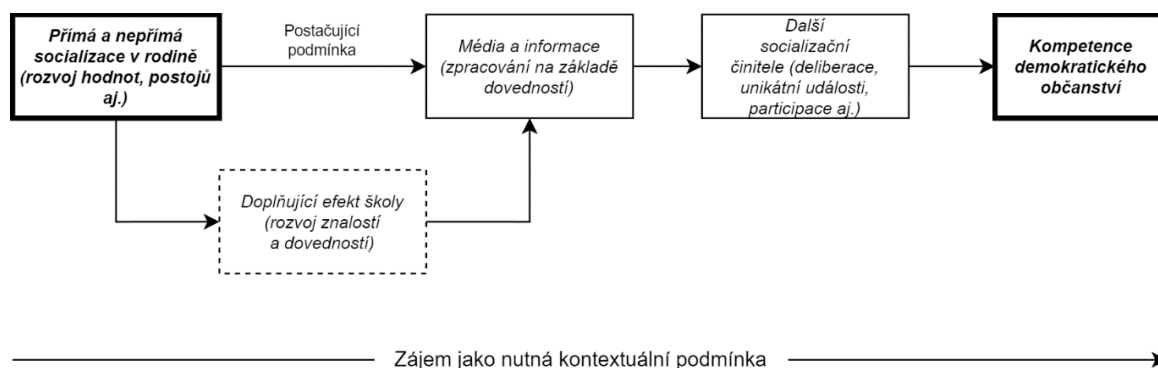 Přímá a nepřímá
socializace v rodině
(rozvoj hodnot, postojů
aj.)
Postačující
podmínka
Média a informace
(zpracování na základě
dovedností)
Další
socializační
činitele (deliberace,
unikátní události,
participace aj.)
Kompetence
demokratického
občanství
Doplňující efekt školy
(rozvoj znalostí
a dovedností)
Zájem jako nutná kontextuální podmínka